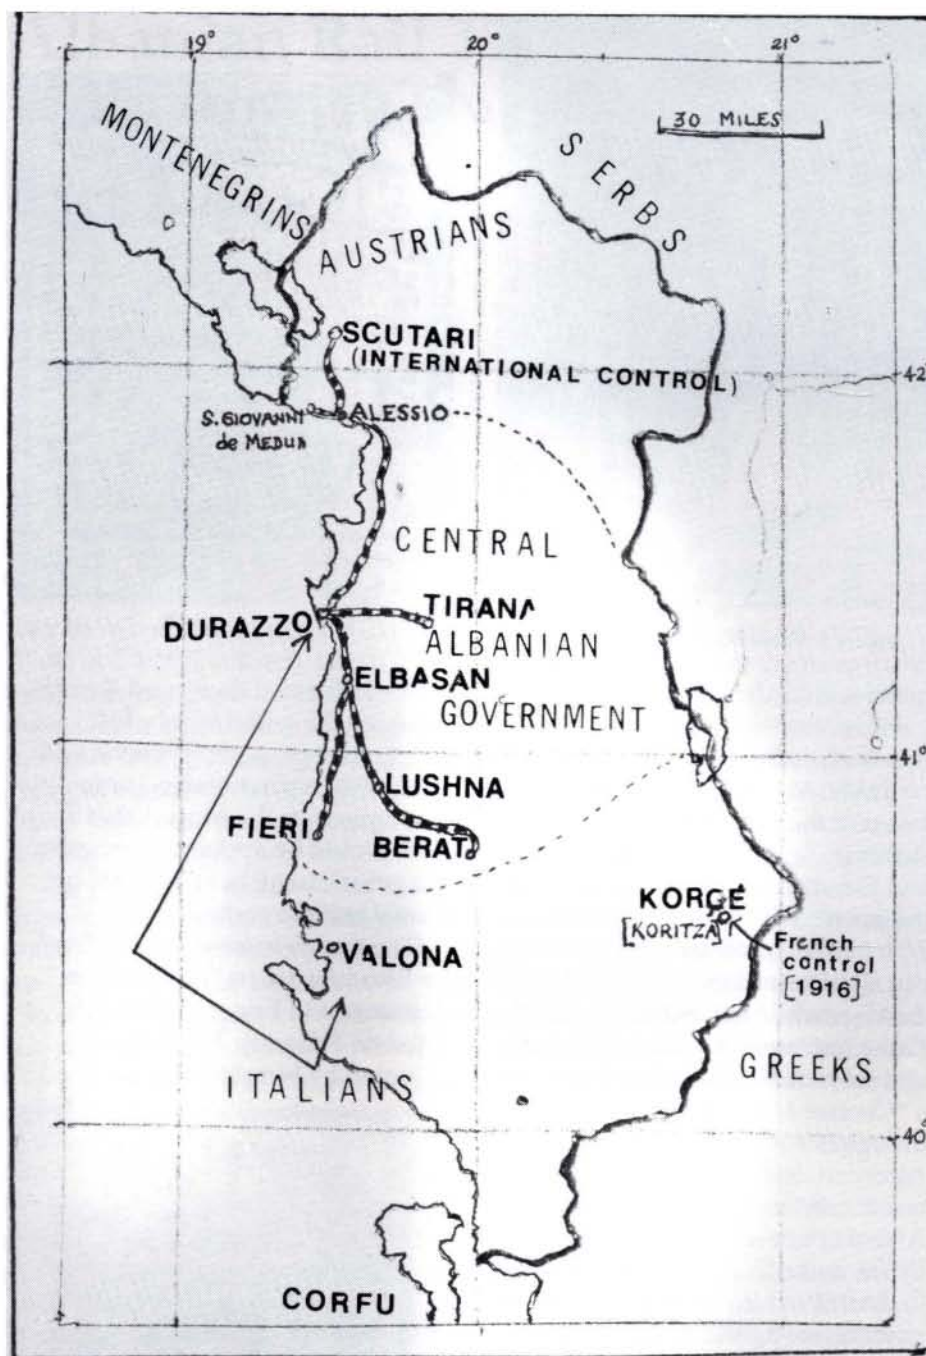 19°
20°
21°
30 MILES
MONTENEGRINS
SERBS
AUSTRIANS
SCUTARI
(INTERNATIONAL CONTROL)
42
S. GIOVANNI
de MEDUA
ALESSIO
CENTRAL
DURAZZO
TIRANA
ALBANIAN
ELBASAN
GOVERNMENT
41°
LUSHNA
FIERI
BERAT
KORGÉ
[KORITZA]
VALONA
French
control
[1916]
GREEKS
ITALIANS
40°
CORFU